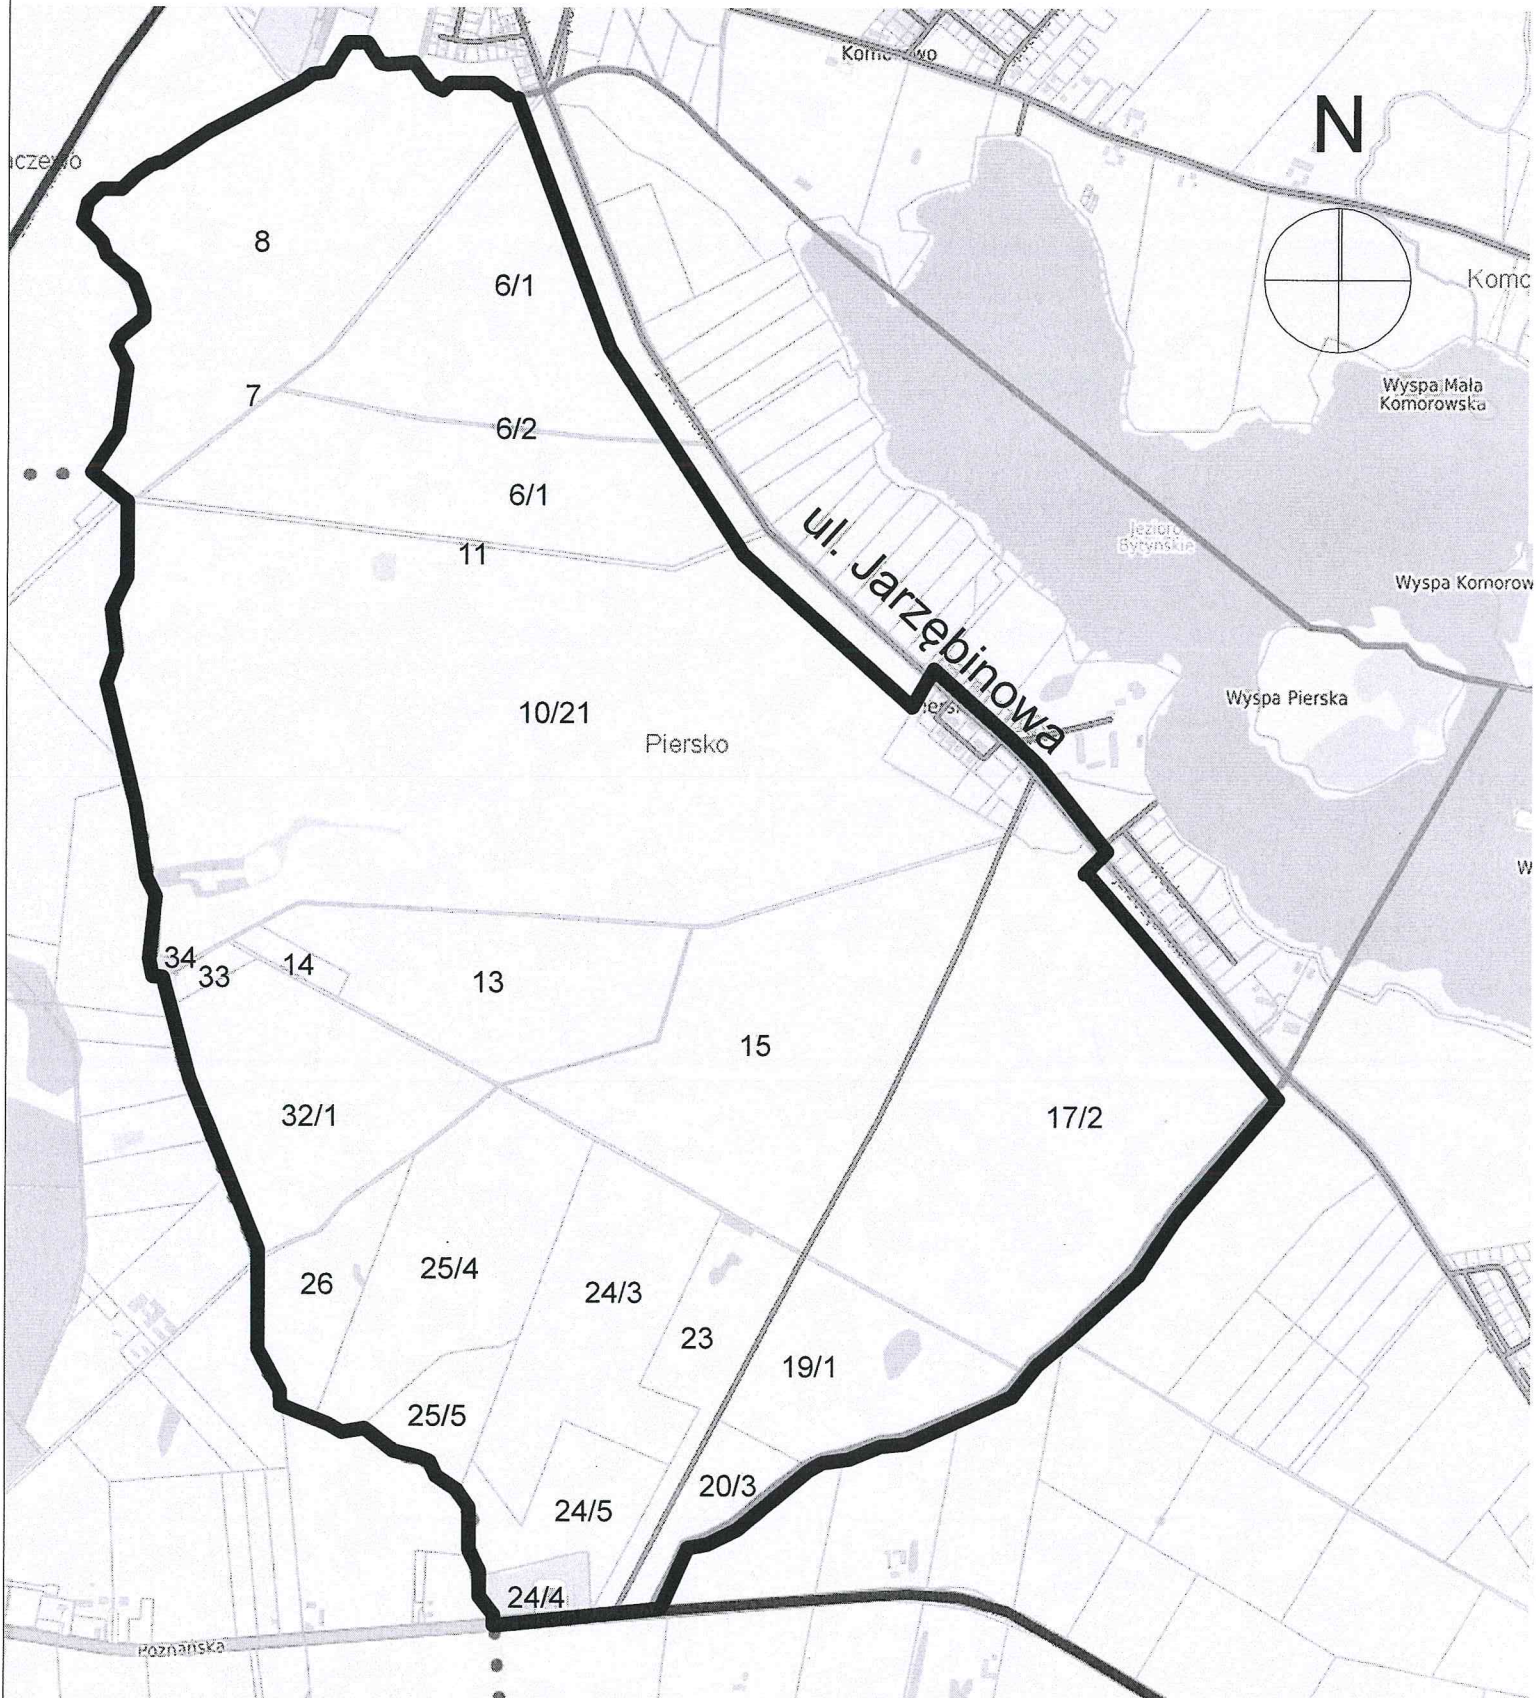 Komorowo
N
8
6/1
Komo
7
Wyspa Mała
Komorowska
6/2
6/1
11
ul. Jarzębinowa
Jezioro
Bytyńskie
Wyspa Komorow
10/21
Piersko
Wyspa Pierska
34
33
14
13
15
32/1
17/2
26
25/4
24/3
23
19/1
25/5
20/3
24/5
24/4
Poznańska